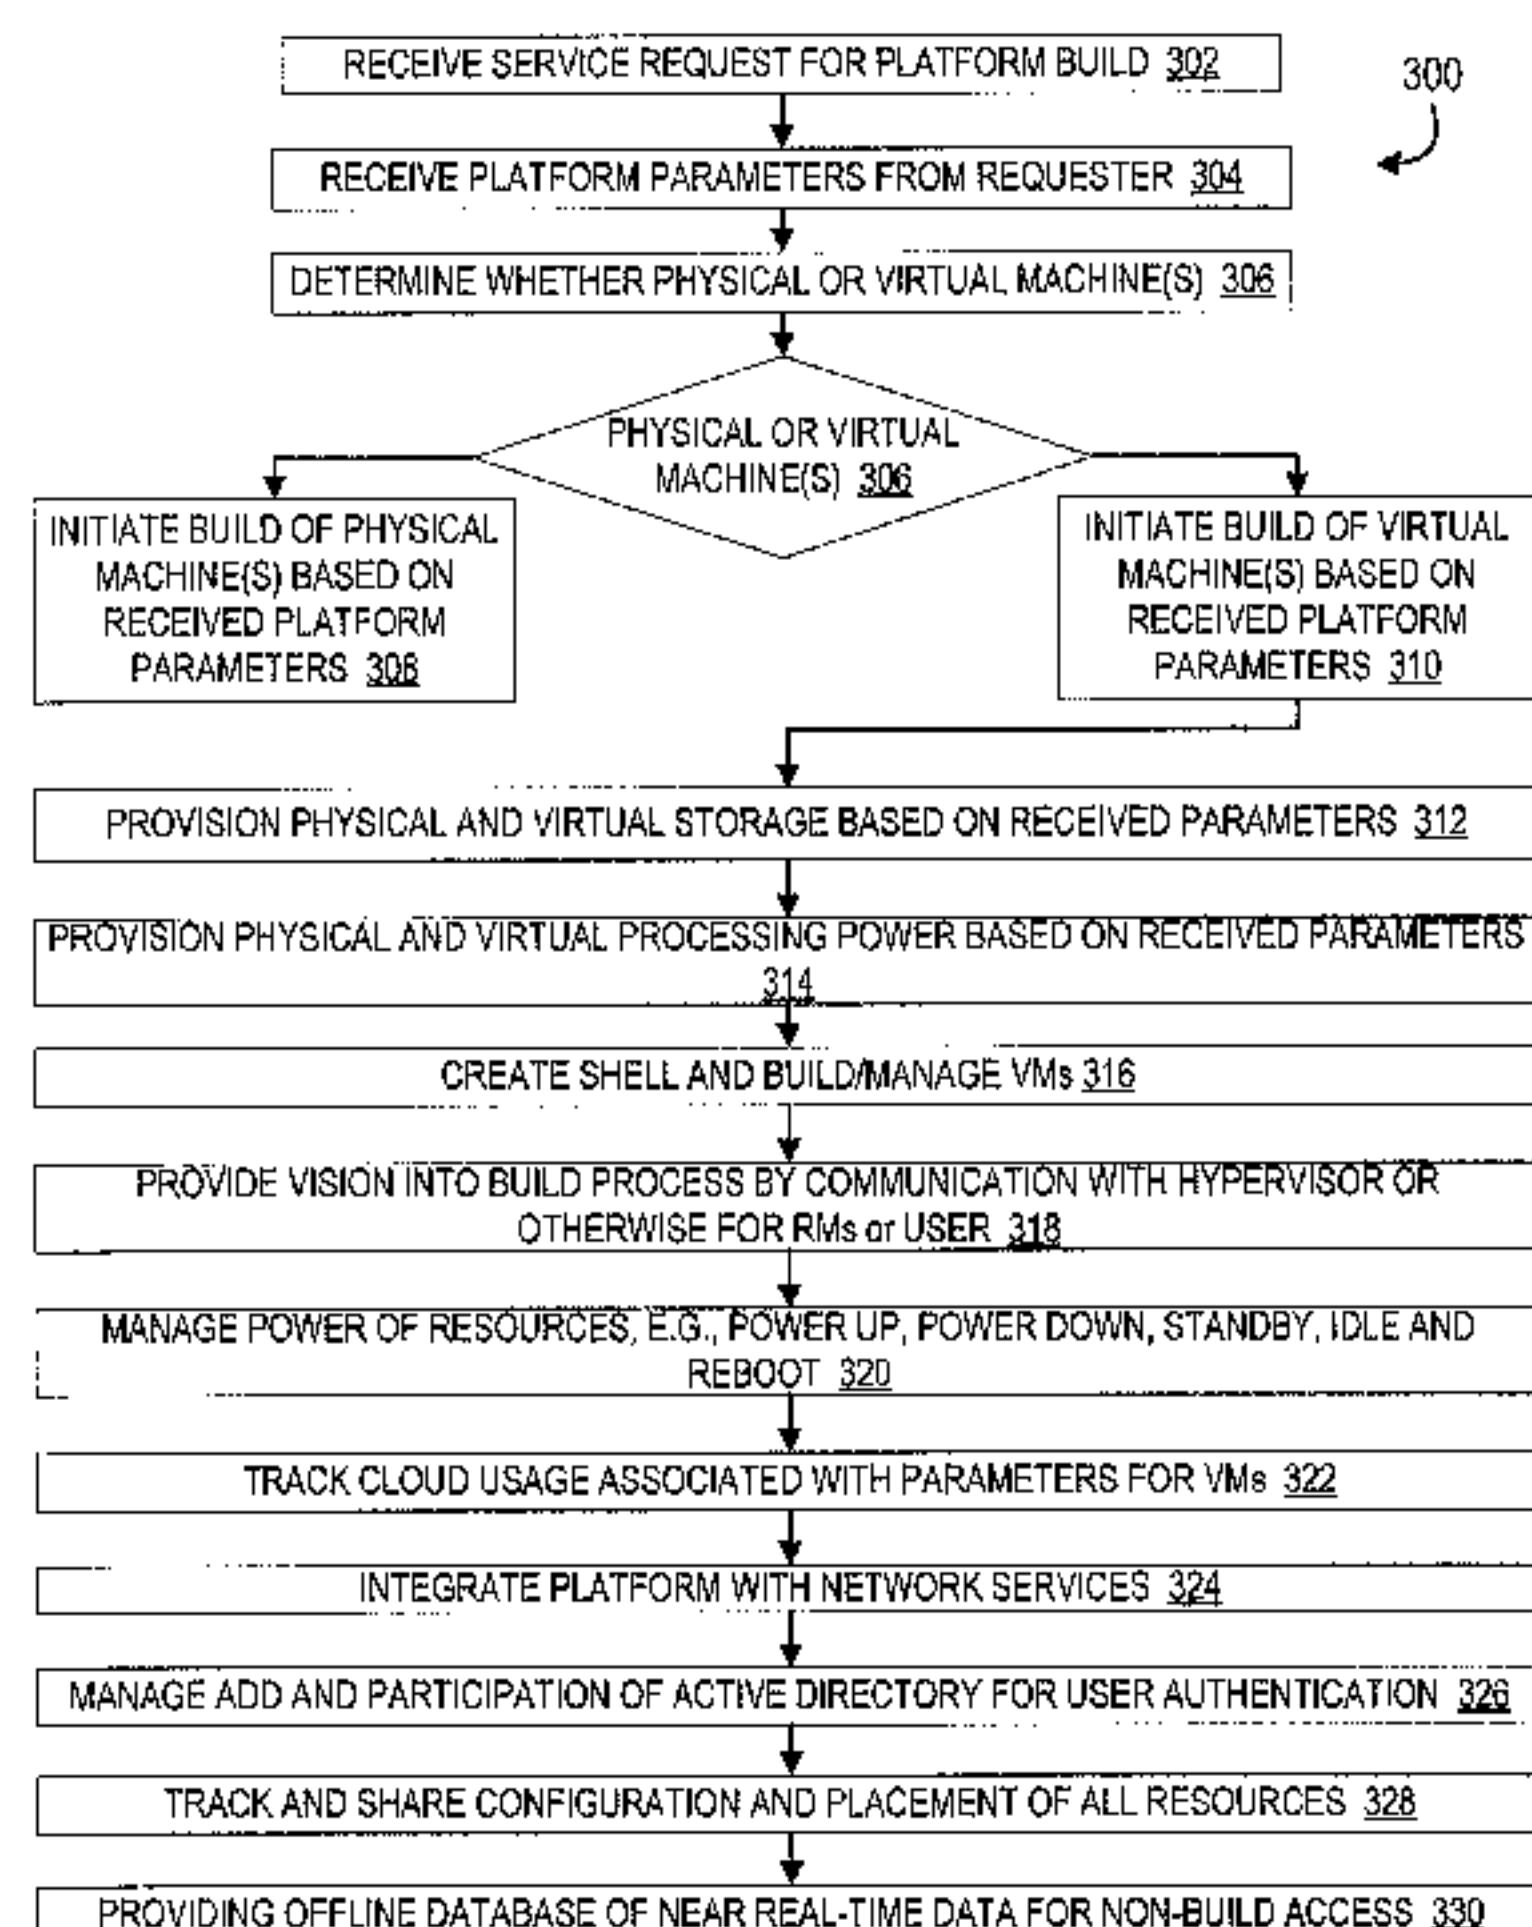 RECEIVE SERVICE REQUEST FOR PLATFORM BUILD 302
300
RECEIVE PLATFORM PARAMETERS FROM REQUESTER 304
DETERMINE WHETHER PHYSICAL OR VIRTUAL MACHINE(S) 306
PHYSICAL OR VIRTUAL
MACHINE(S) 306
INITIATE BUILD OF PHYSICAL
MACHINE(S) BASED ON
RECEIVED PLATFORM
PARAMETERS 308
INITIATE BUILD OF VIRTUAL
MACHINE(S) BASED ON
RECEIVED PLATFORM
PARAMETERS 310
PROVISION PHYSICAL AND VIRTUAL STORAGE BASED ON RECEIVED PARAMETERS 312
PROVISION PHYSICAL AND VIRTUAL PROCESSING POWER BASED ON RECEIVED PARAMETERS
314
CREATE SHELL AND BUILD/MANAGE VMs 316
PROVIDE VISION INTO BUILD PROCESS BY COMMUNICATION WITH HYPERVISOR OR
OTHERWISE FOR RMs or USER 318
MANAGE POWER OF RESOURCES, E.G., POWER UP, POWER DOWN, STANDBY, IDLE AND
REBOOT 320
TRACK CLOUD USAGE ASSOCIATED WITH PARAMETERS FOR VMs 322
INTEGRATE PLATFORM WITH NETWORK SERVICES 324
MANAGE ADD AND PARTICIPATION OF ACTIVE DIRECTORY FOR USER AUTHENTICATION 326
TRACK AND SHARE CONFIGURATION AND PLACEMENT OF ALL RESOURCES 328
PROVIDING OFFLINE DATABASE OF NEAR REAL-TIME DATA FOR NON-BUILD ACCESS 330